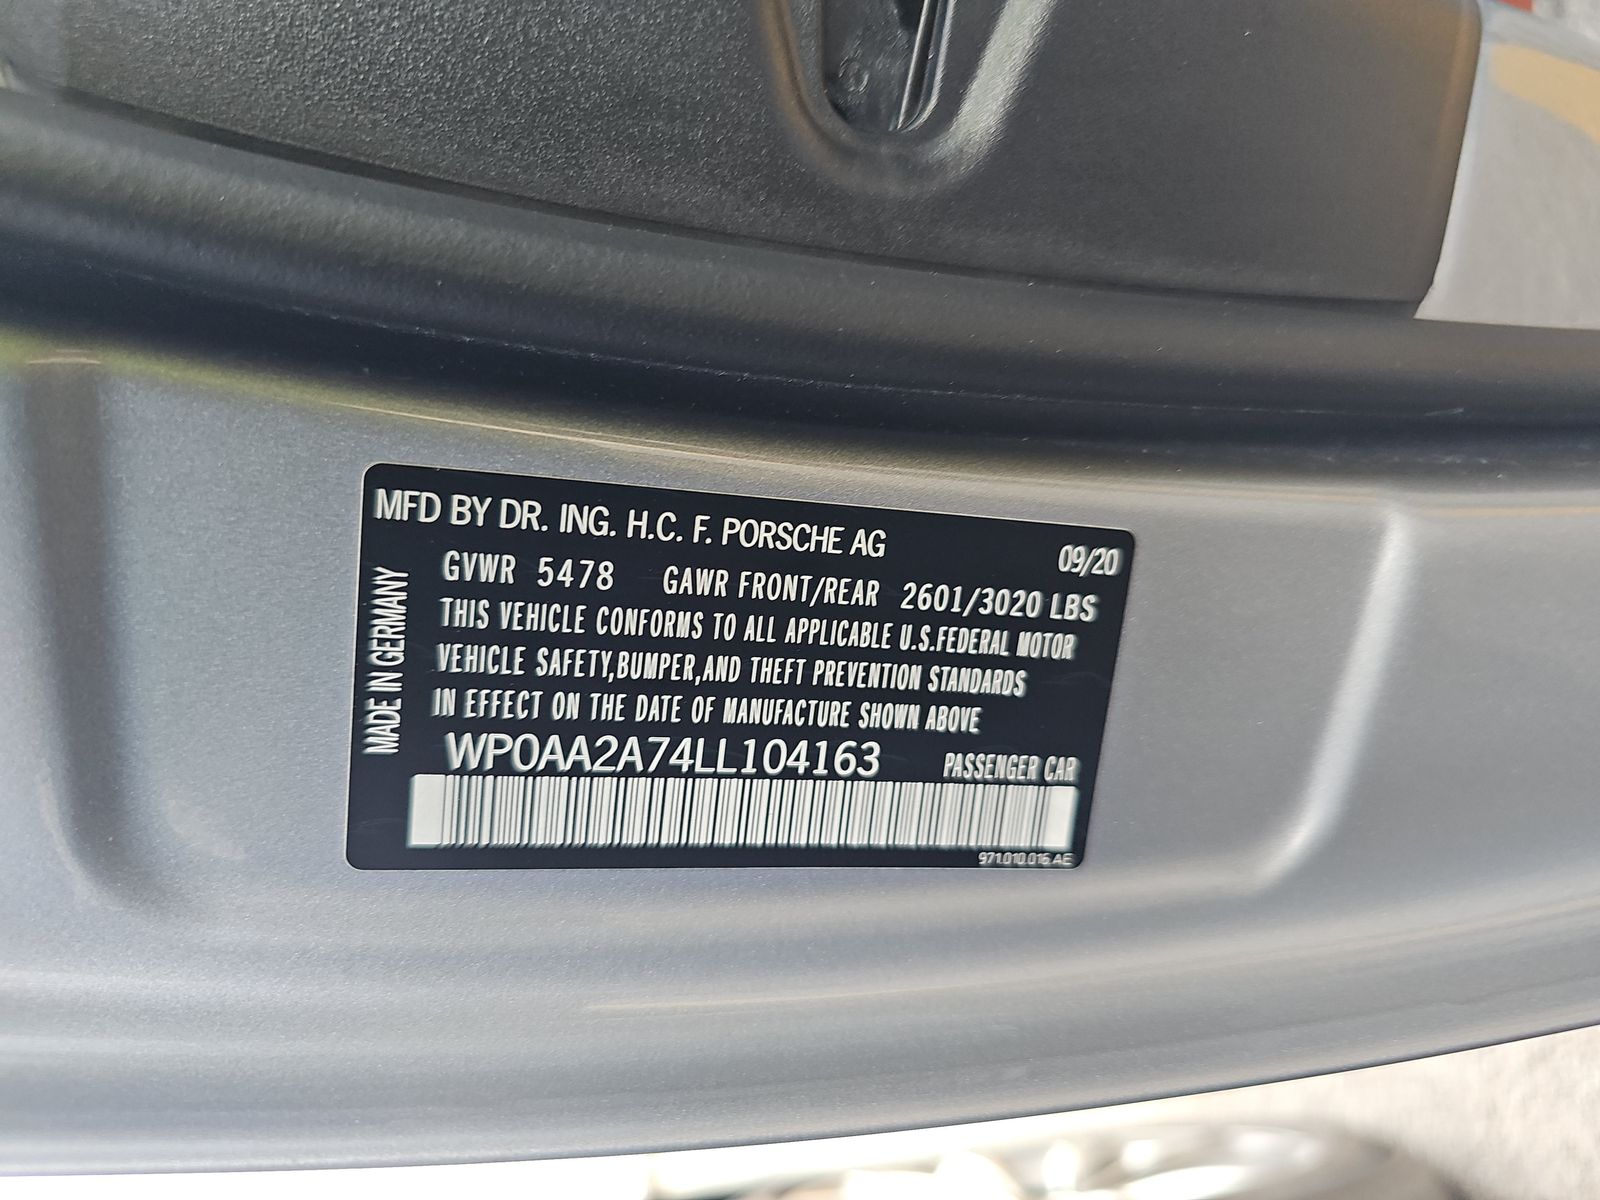 MFD BY DR. ING. H.C. F. PORSCHE AG
09/20
GVWR 5478 GAWR FRONT/REAR 2601/3020 LBS
THIS VEHICLE CONFORMS TO ALL APPLICABLE U.S.FEDERAL MOTOR
VEHICLE SAFETY,BUMPER,AND THEFT PREVENTION STANDARDS
IN EFFECT ON THE DATE OF MANUFACTURE SHOWN ABOVE
WP0AA2A74LL104163 PASSENGER CAR
971.010.016.AE
MADE IN GERMANY